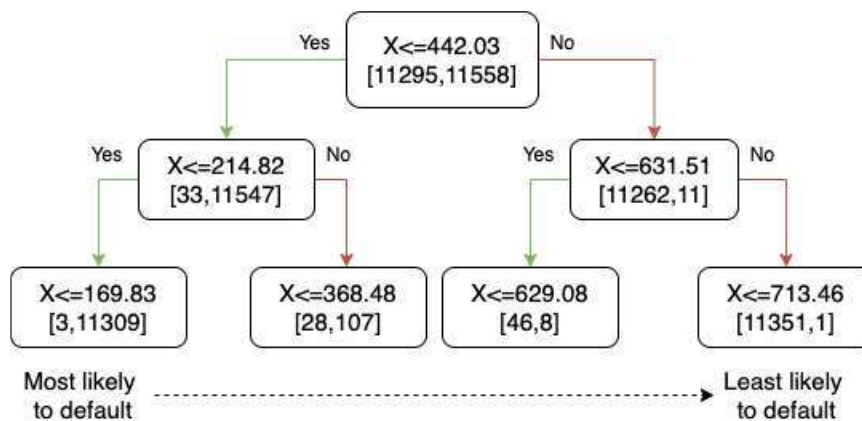 X<=442.03
[11295,11558]
Yes
No
X<=214.82
[33,11547]
Yes
No
X<=631.51
[11262,11]
Yes
No
X<=169.83
[3,11309]
X<=368.48
[28,107]
X<=629.08
[46,8]
X<=713.46
[11351,1]
Most likely
to default
Least likely
to default